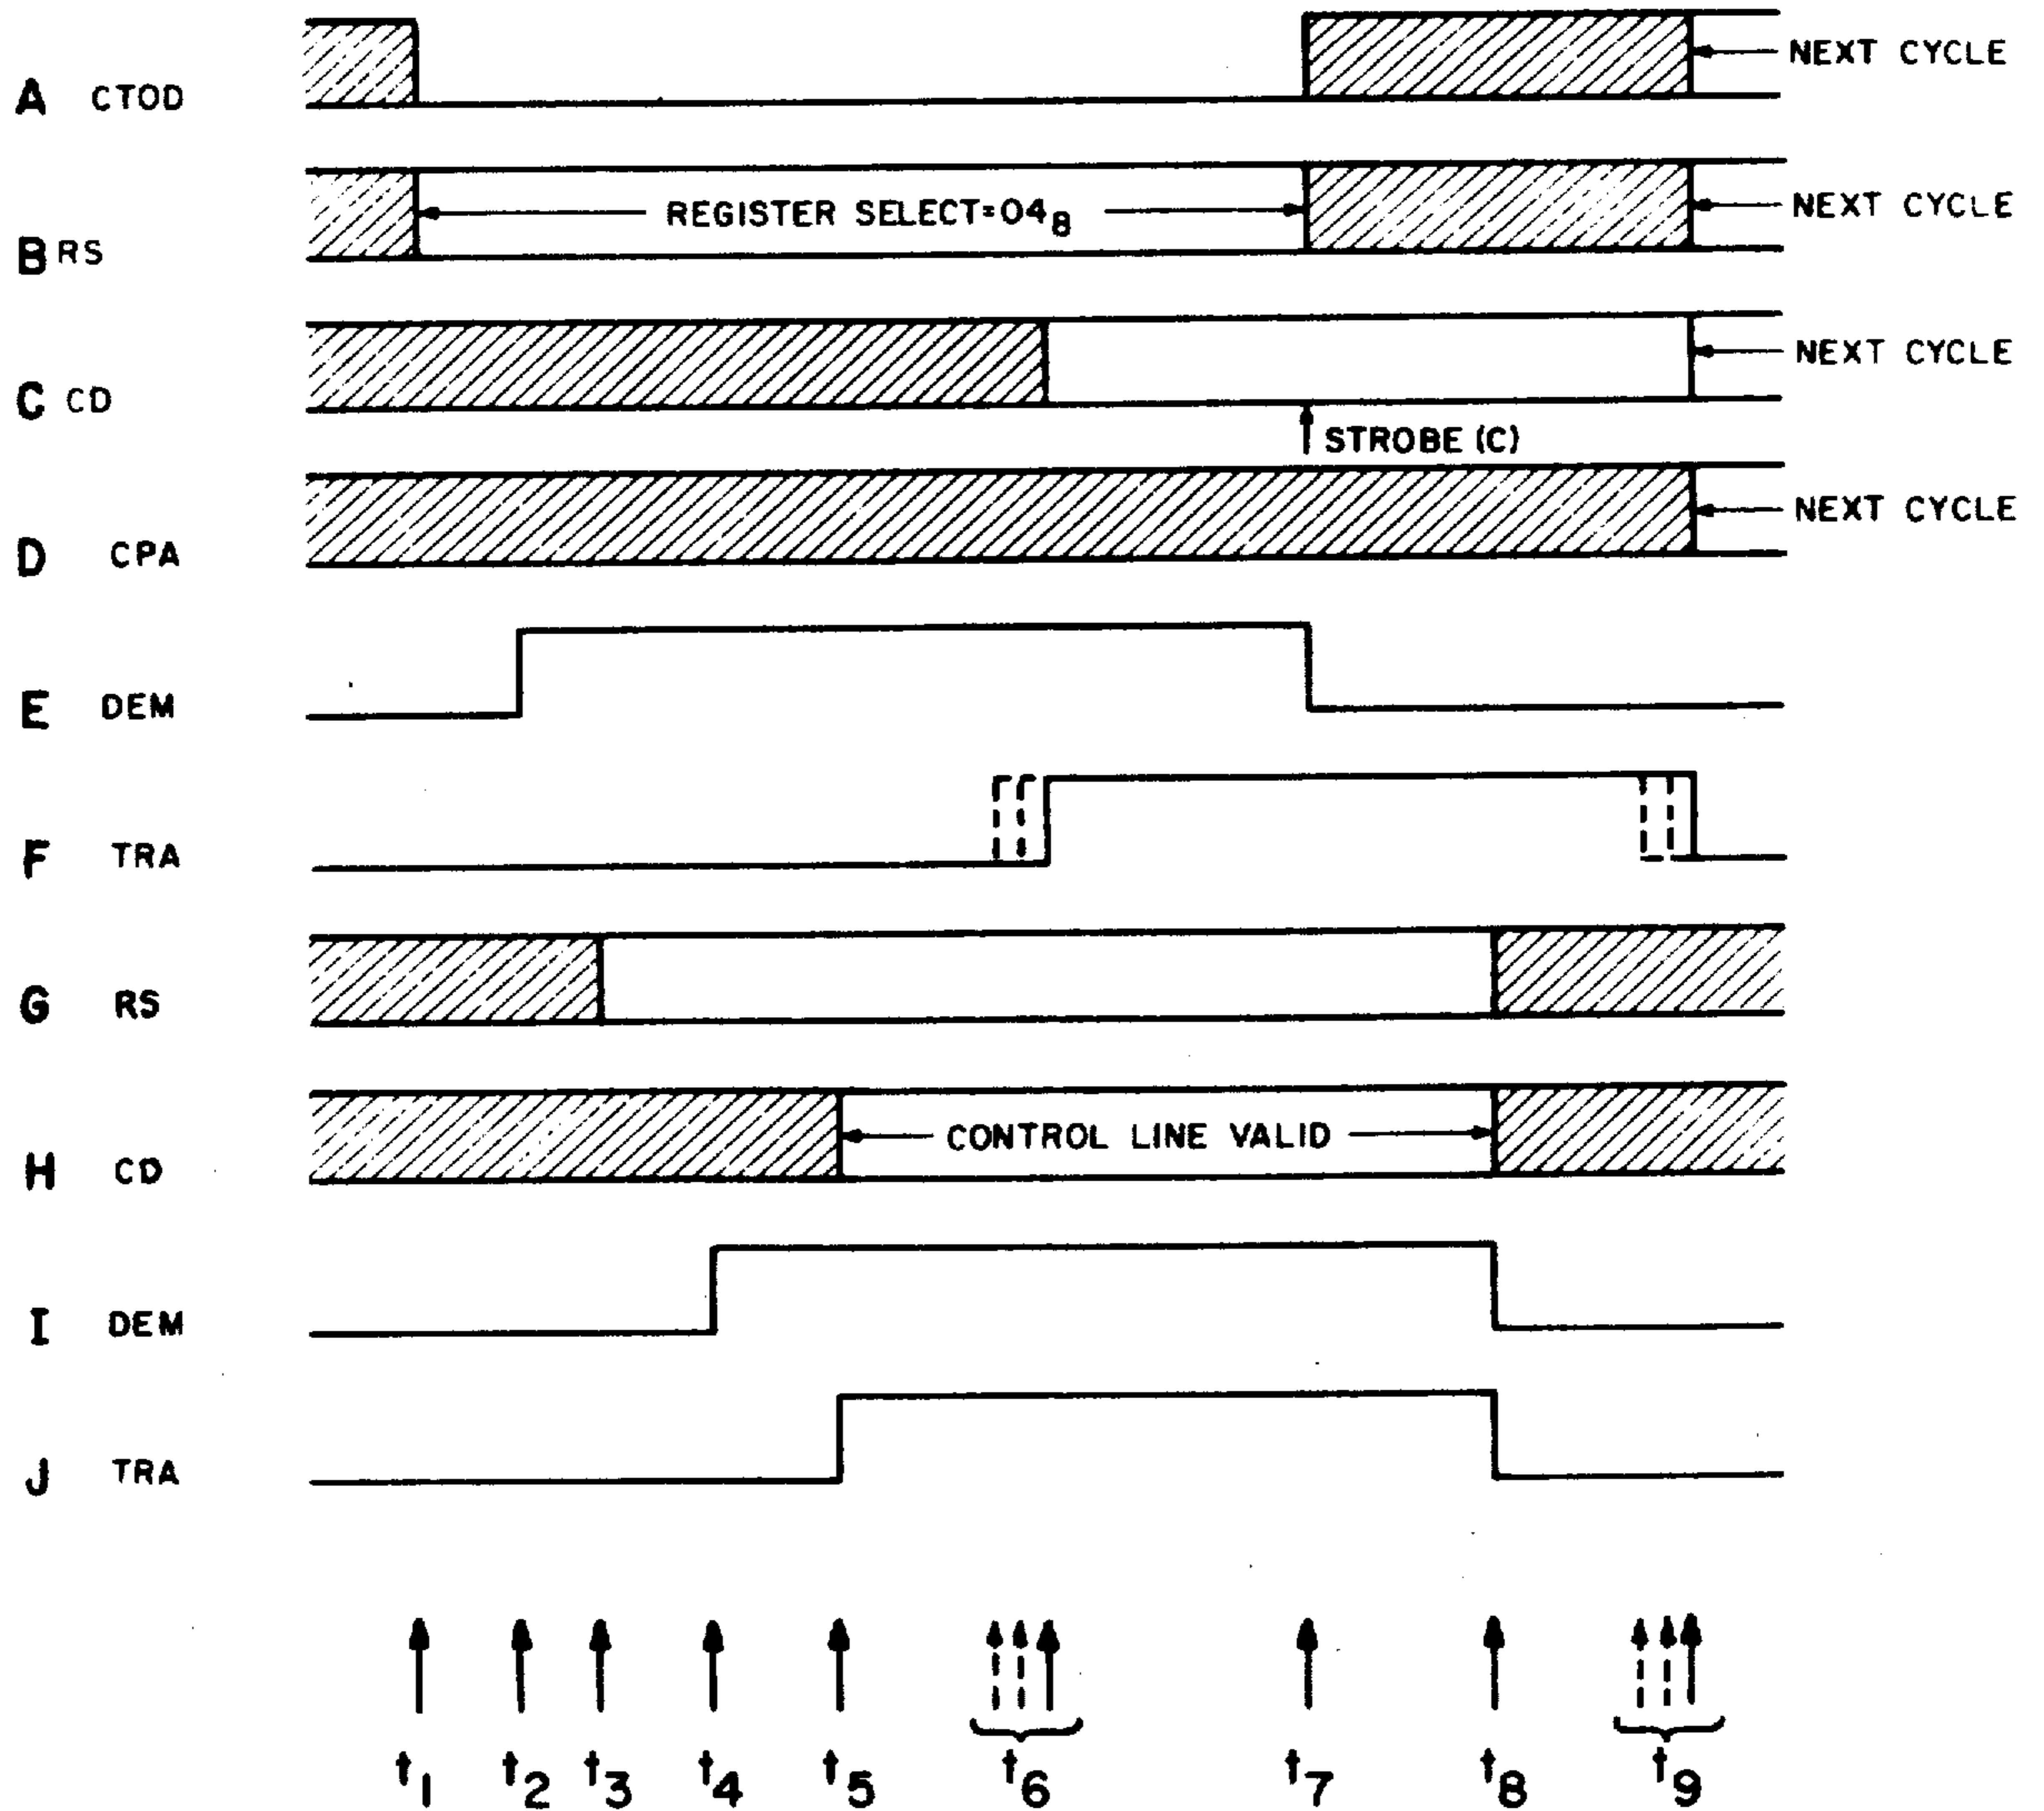 A CTOD NEXT CYCLE
B RS REGISTER SELECT=04₈ NEXT CYCLE
C CD NEXT CYCLE
STROBE (C)
D CPA NEXT CYCLE
E DEM
F TRA
G RS
H CD CONTROL LINE VALID
I DEM
J TRA
t₁ t₂ t₃ t₄ t₅ t₆ t₇ t₈ t₉